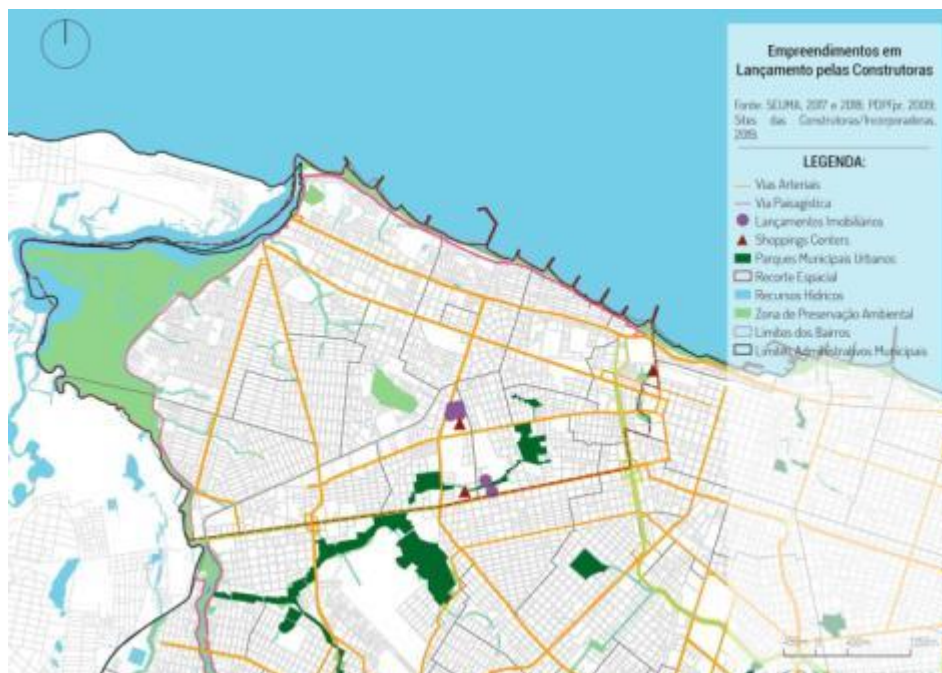 Empreendimentos em
Lançamento pelas Construtoras
Fonte: SEUMA, 2017 e 2018; PDPFpr, 2009;
Sites das Construtoras/Incorporadoras,
2019.
LEGENDA:
Vias Arteriais
Via Paisagística
Lançamentos Imobiliários
Shoppings Centers
Parques Municipais Urbanos
Recorte Espacial
Recursos Hídricos
Zona de Preservação Ambiental
Limites dos Bairros
Limites Administrativos Municipais